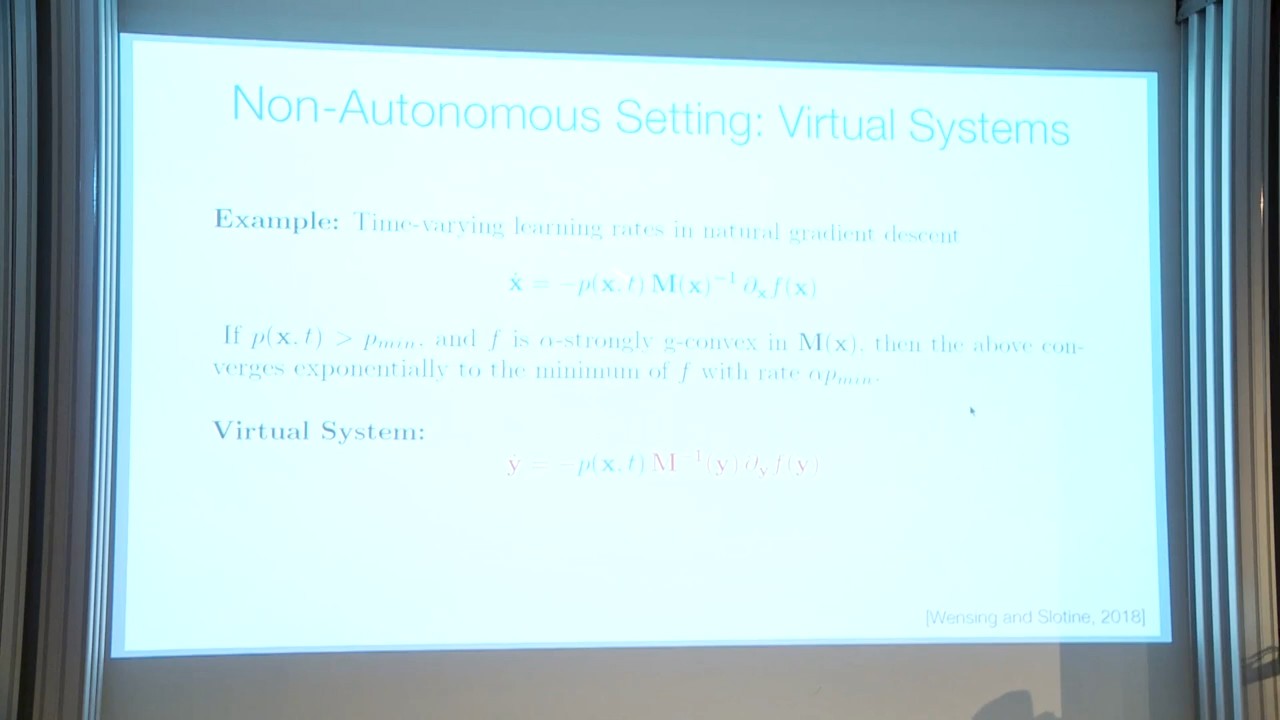 Non-Autonomous Setting: Virtual Systems
Example: Time-varying learning rates in natural gradient descent
ẋ = −p(x, t) M(x)⁻¹ ∂ₓf(x)
If p(x, t) > pₘᵢₙ, and f is α-strongly g-convex in M(x), then the above con-
verges exponentially to the minimum of f with rate αpₘᵢₙ.
Virtual System:
ẏ = −p(x, t) M⁻¹(y) ∂ᵧf(y)
[Wensing and Slotine, 2018]